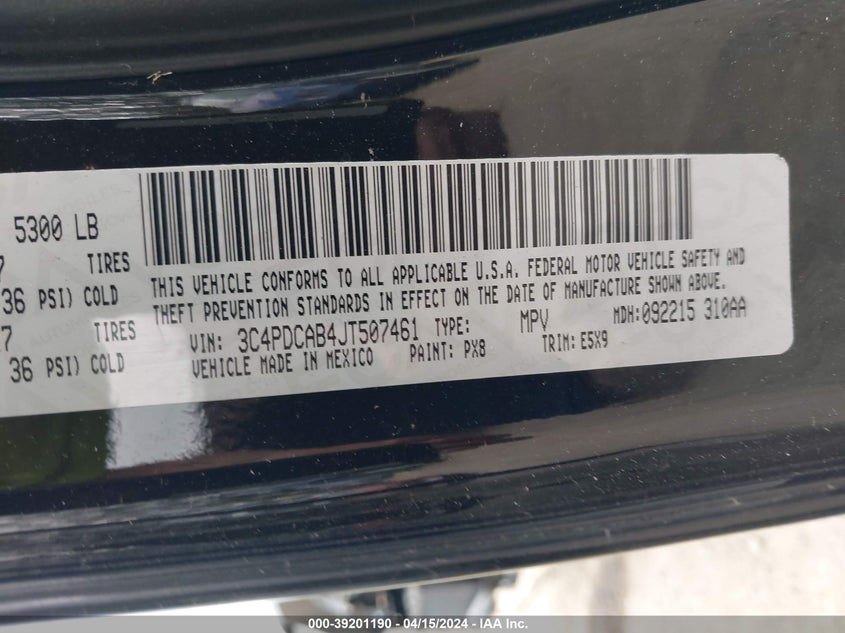 5300 LB
7 TIRES
36 PSI) COLD
7 TIRES
36 PSI) COLD
THIS VEHICLE CONFORMS TO ALL APPLICABLE U.S.A. FEDERAL MOTOR VEHICLE SAFETY AND
THEFT PREVENTION STANDARDS IN EFFECT ON THE DATE OF MANUFACTURE SHOWN ABOVE.
VIN: 3C4PDCAB4JT507461 TYPE: MPV MDH: 092215 310AA
VEHICLE MADE IN MEXICO PAINT: PX8 TRIM: E5X9
000-39201190 - 04/15/2024 - IAA Inc.